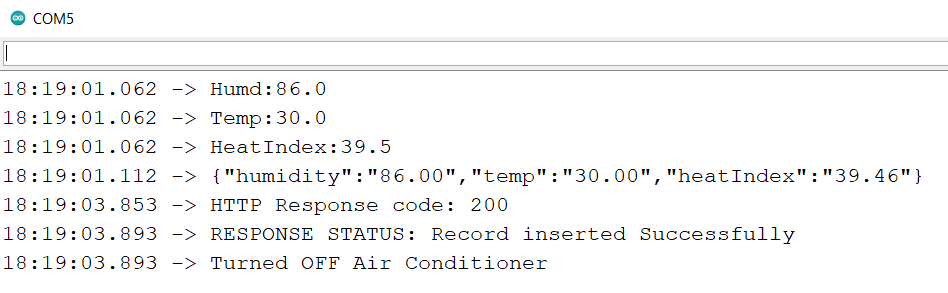 COM5
18:19:01.062 -> Humd:86.0
18:19:01.062 -> Temp:30.0
18:19:01.062 -> HeatIndex:39.5
18:19:01.112 -> {"humidity":"86.00","temp":"30.00","heatIndex":"39.46"}
18:19:03.853 -> HTTP Response code: 200
18:19:03.893 -> RESPONSE STATUS: Record inserted Successfully
18:19:03.893 -> Turned OFF Air Conditioner